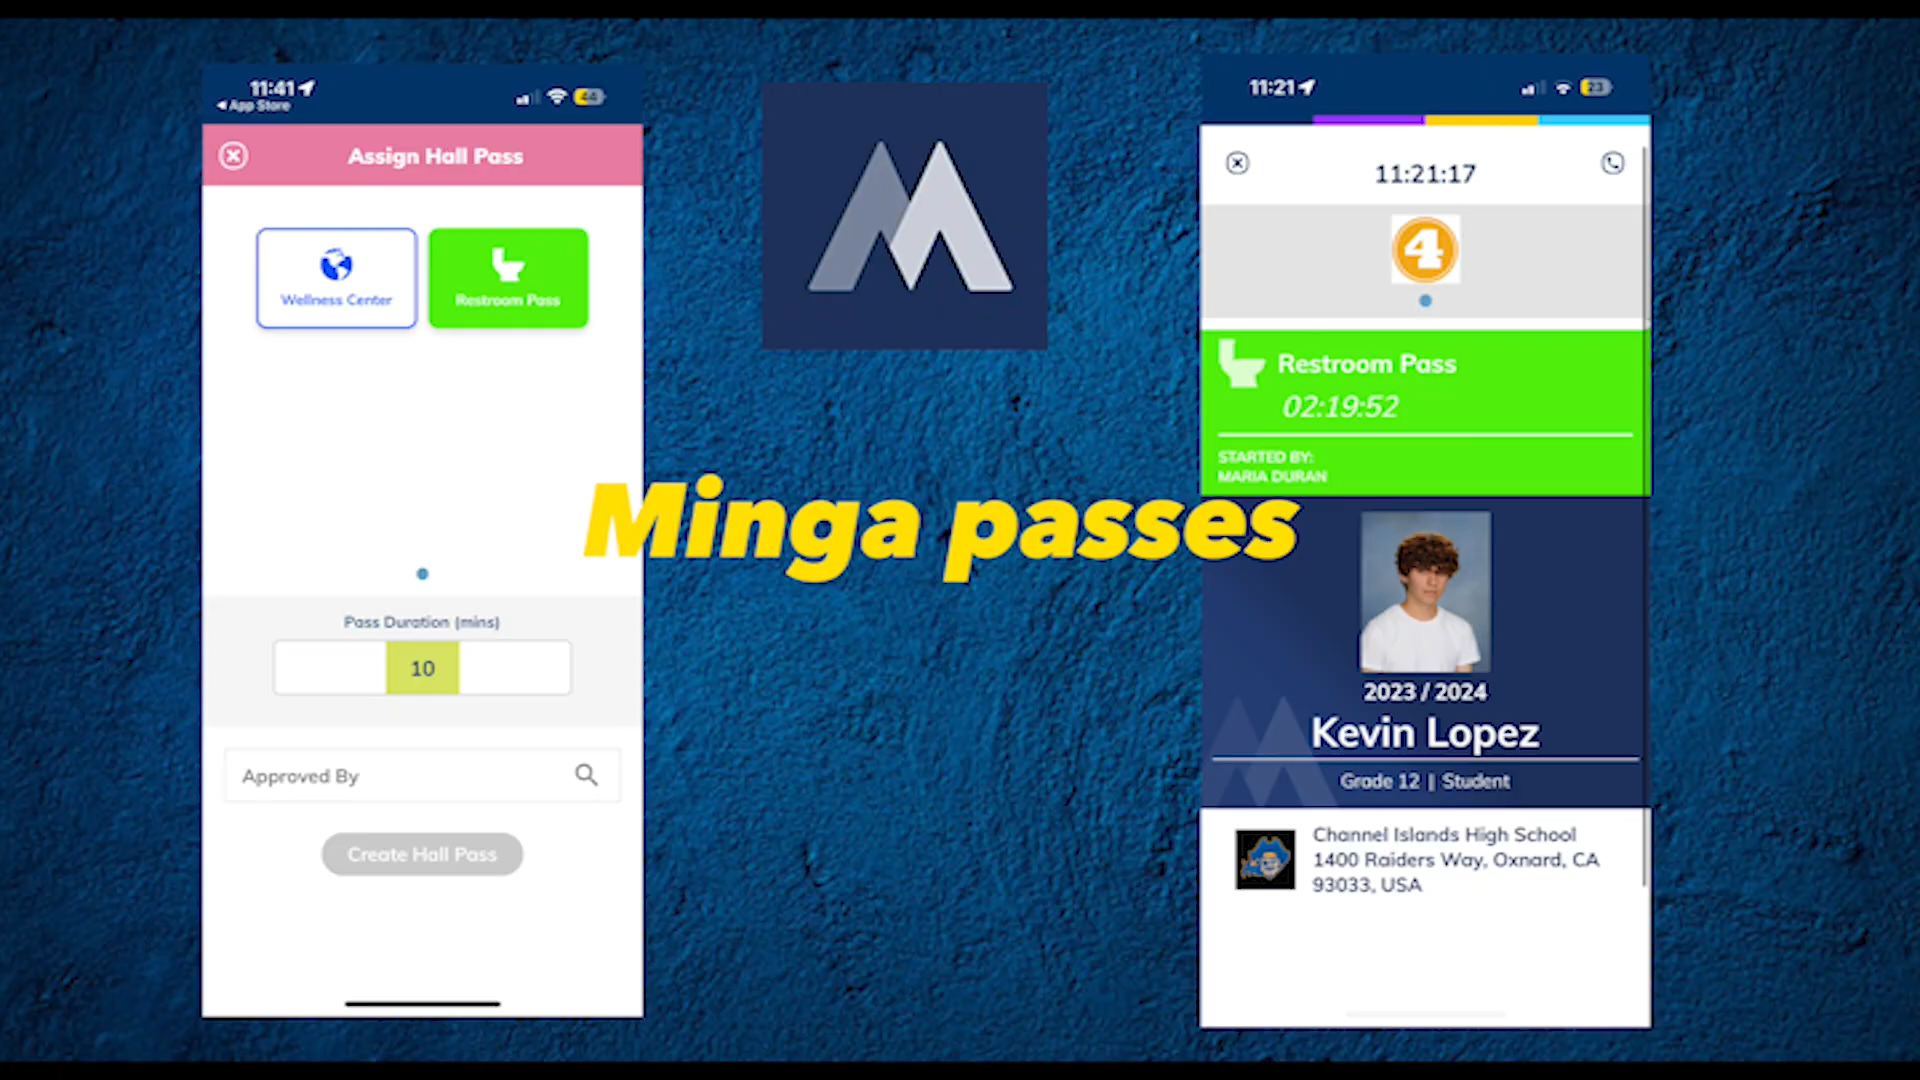 11:41
App Store
44
Assign Hall Pass
Wellness Center
Restroom Pass
Pass Duration (mins)
10
Approved By
Create Hall Pass
Minga passes
11:21
23
11:21:17
4
Restroom Pass
02:19:52
STARTED BY:
MARIA DURAN
2023 / 2024
Kevin Lopez
Grade 12 | Student
Channel Islands High School
1400 Raiders Way, Oxnard, CA
93033, USA